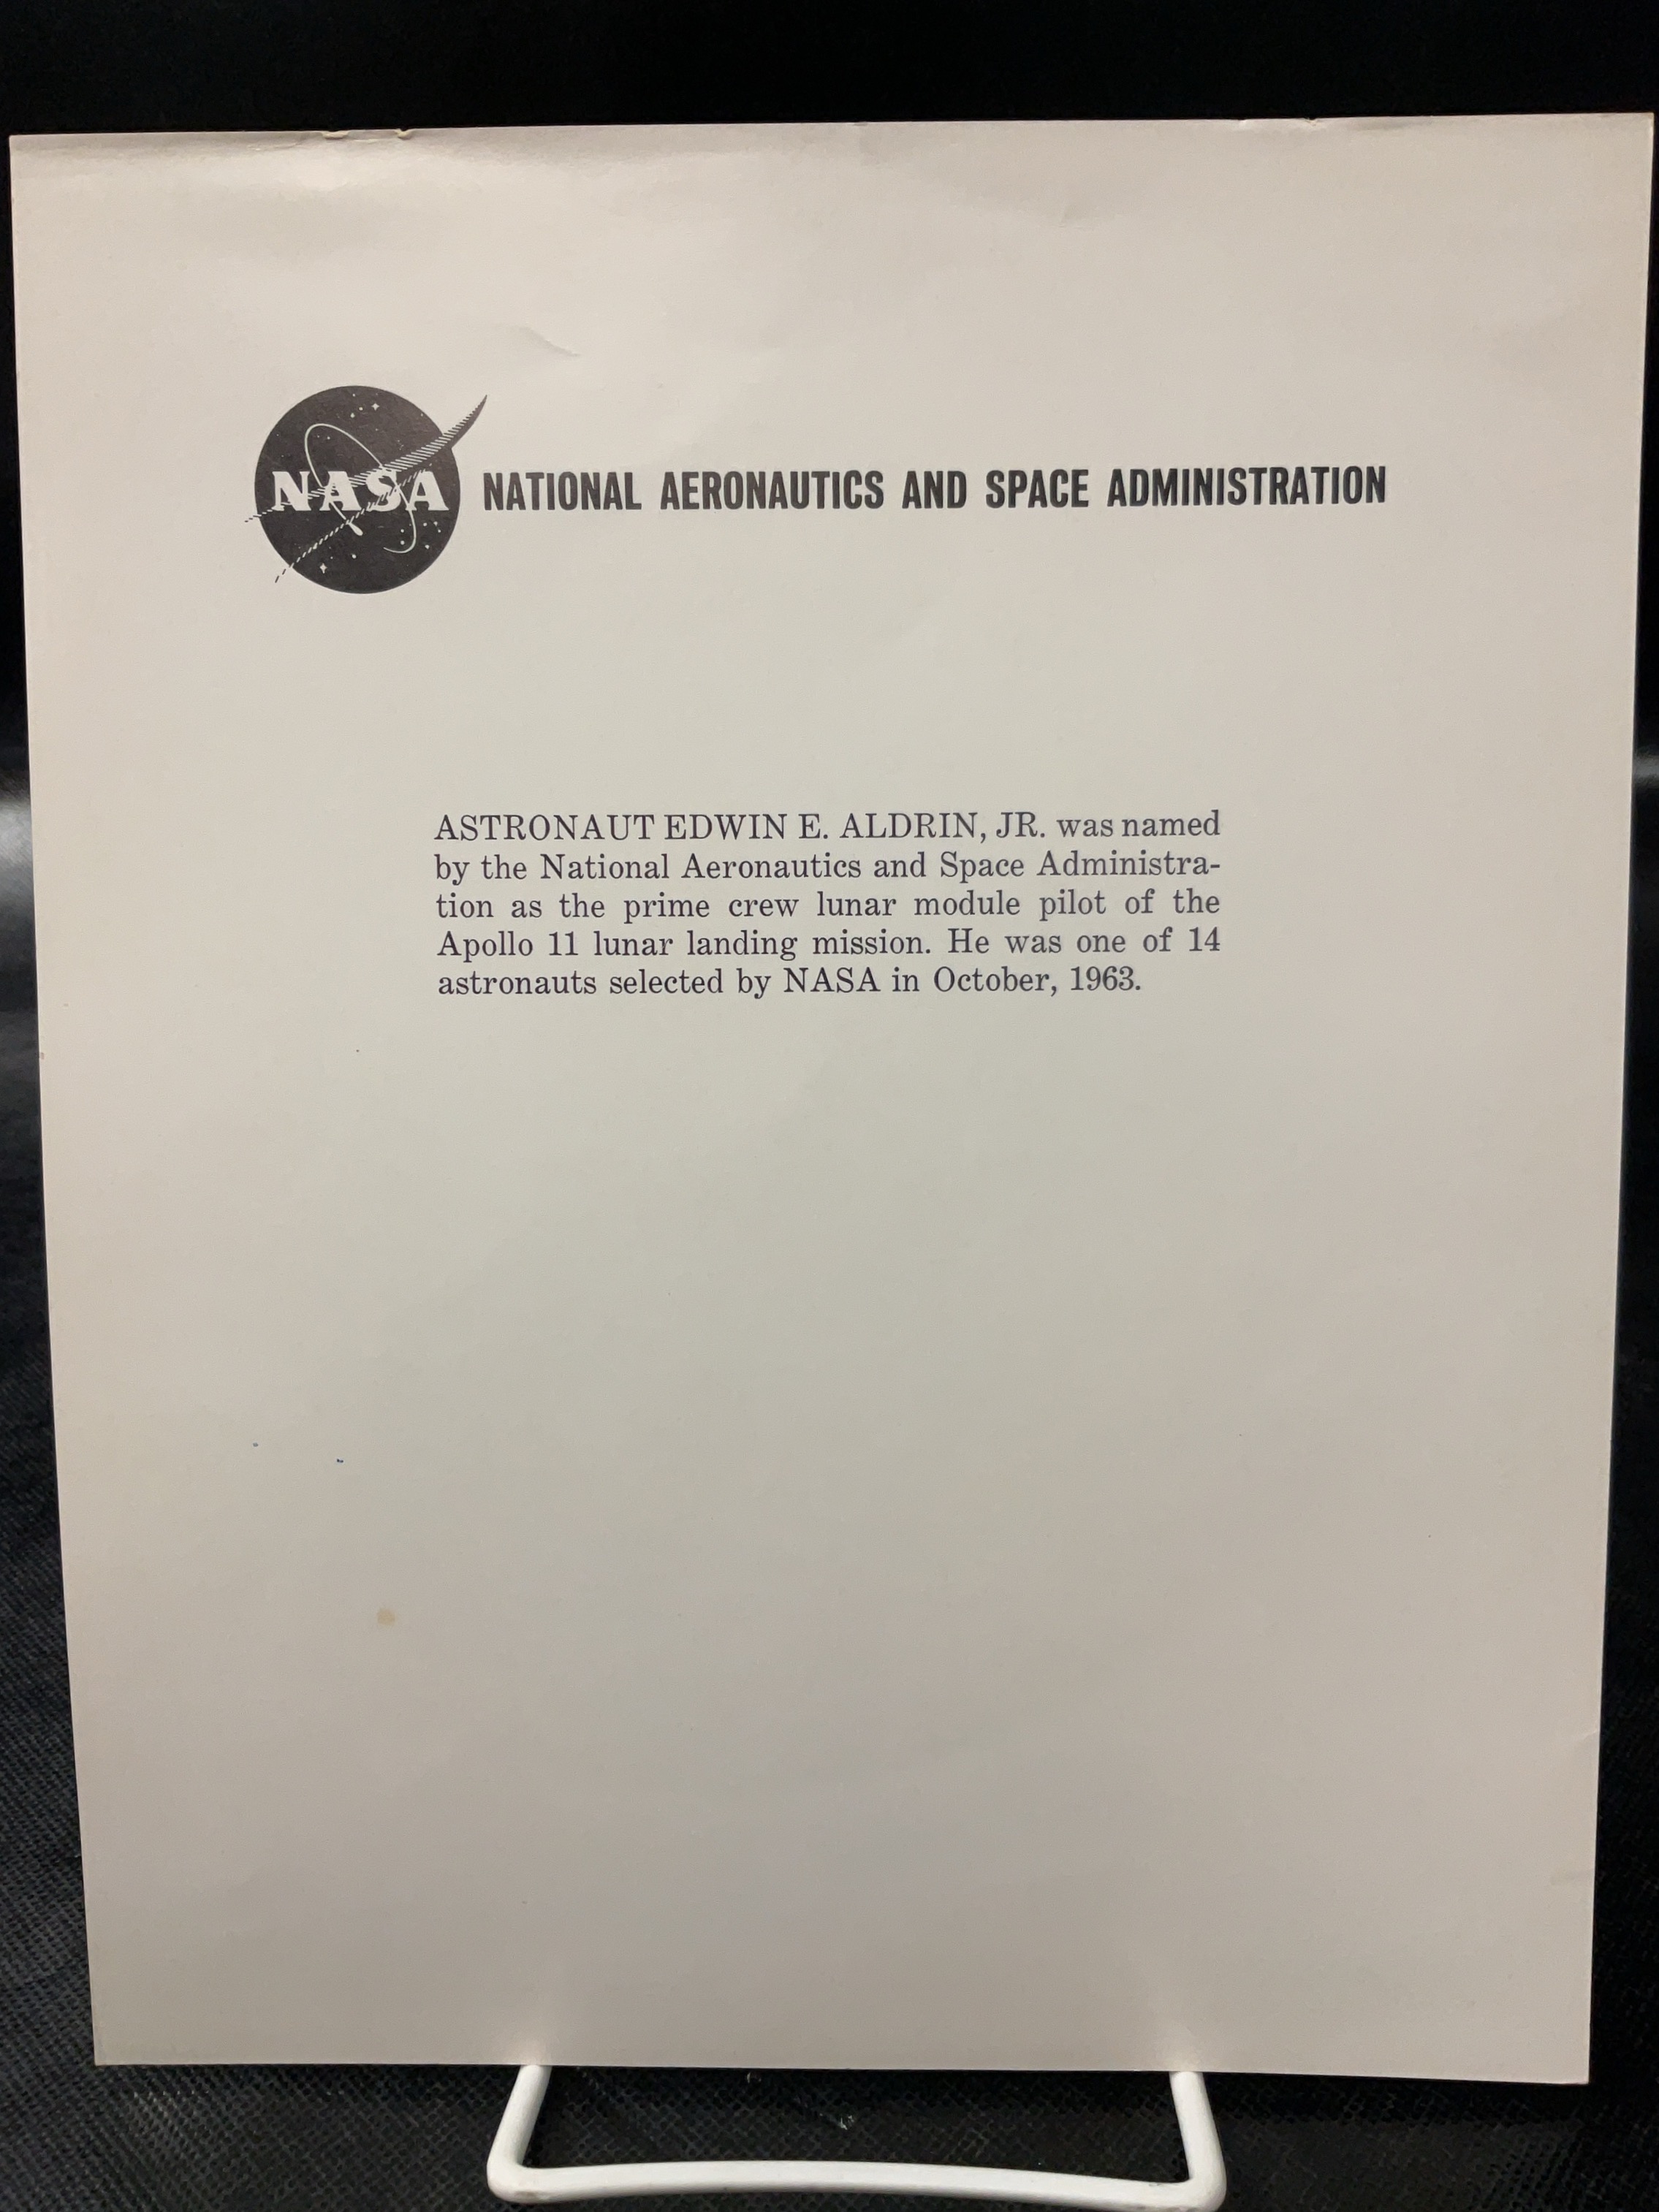 NASA NATIONAL AERONAUTICS AND SPACE ADMINISTRATION
ASTRONAUT EDWIN E. ALDRIN, JR. was named
by the National Aeronautics and Space Administra-
tion as the prime crew lunar module pilot of the
Apollo 11 lunar landing mission. He was one of 14
astronauts selected by NASA in October, 1963.